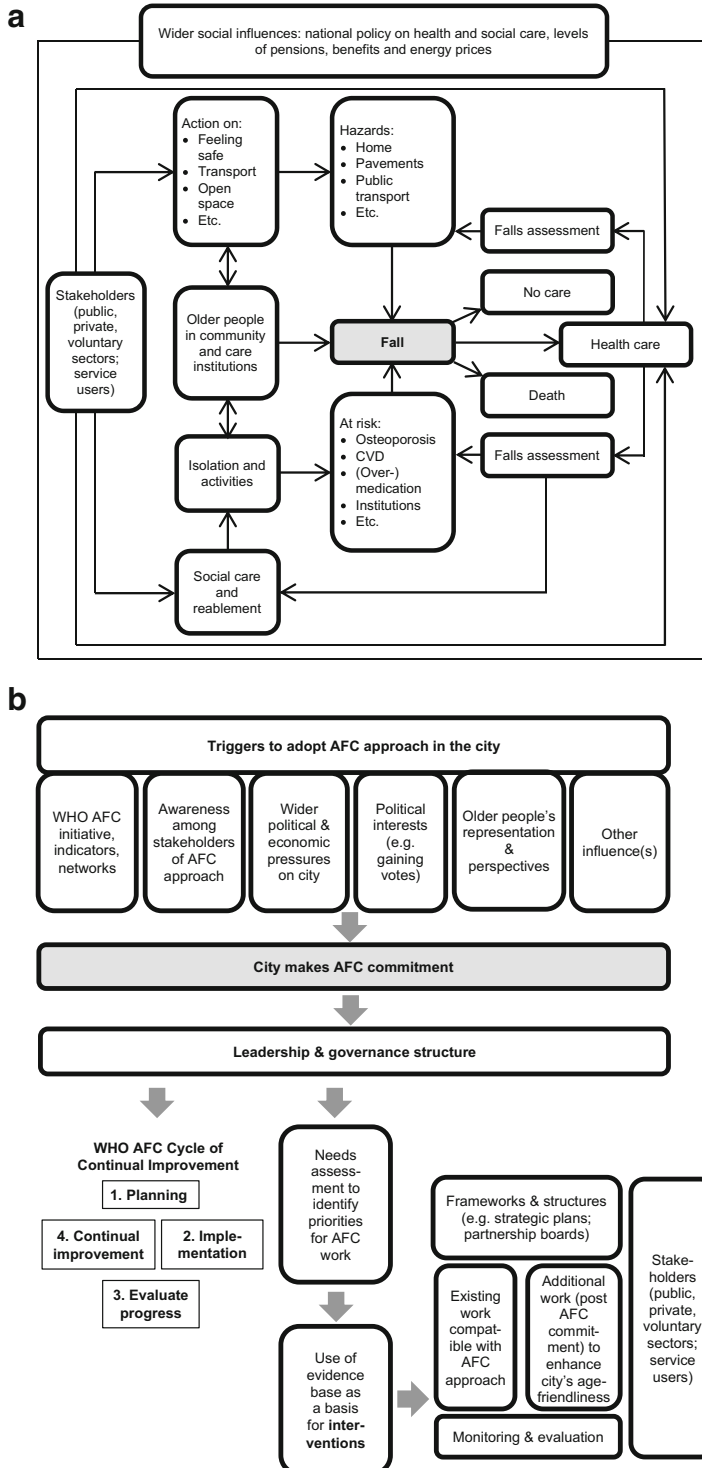 a
Wider social influences: national policy on health and social care, levels
of pensions, benefits and energy prices
Action on:
• Feeling
safe
• Transport
• Open
space
• Etc.
Hazards:
• Home
• Pavements
• Public
transport
• Etc.
Falls assessment
Stakeholders
(public,
private,
voluntary
sectors;
service
users)
Older people
in community
and care
institutions
Fall
No care
Health care
Death
Isolation and
activities
At risk:
• Osteoporosis
• CVD
• (Over-)
medication
• Institutions
• Etc.
Falls assessment
Social care
and
reablement
b
Triggers to adopt AFC approach in the city
WHO AFC
initiative,
indicators,
networks
Awareness
among
stakeholders
of AFC
approach
Wider
political &
economic
pressures
on city
Political
interests
(e.g.
gaining
votes)
Older people's
representation
&
perspectives
Other
influence(s)
City makes AFC commitment
Leadership & governance structure
WHO AFC Cycle of
Continual Improvement
1. Planning
4. Continual
improvement
2. Imple-
mentation
3. Evaluate
progress
Needs
assess-
ment to
identify
priorities
for AFC
work
Use of
evidence
base as
a basis
for inter-
ventions
Frameworks & structures
(e.g. strategic plans;
partnership boards)
Existing
work
compat-
ible with
AFC
approach
Additional
work (post
AFC
commit-
ment) to
enhance
city's age-
friendliness
Monitoring & evaluation
Stake-
holders
(public,
private,
voluntary
sectors;
service
users)